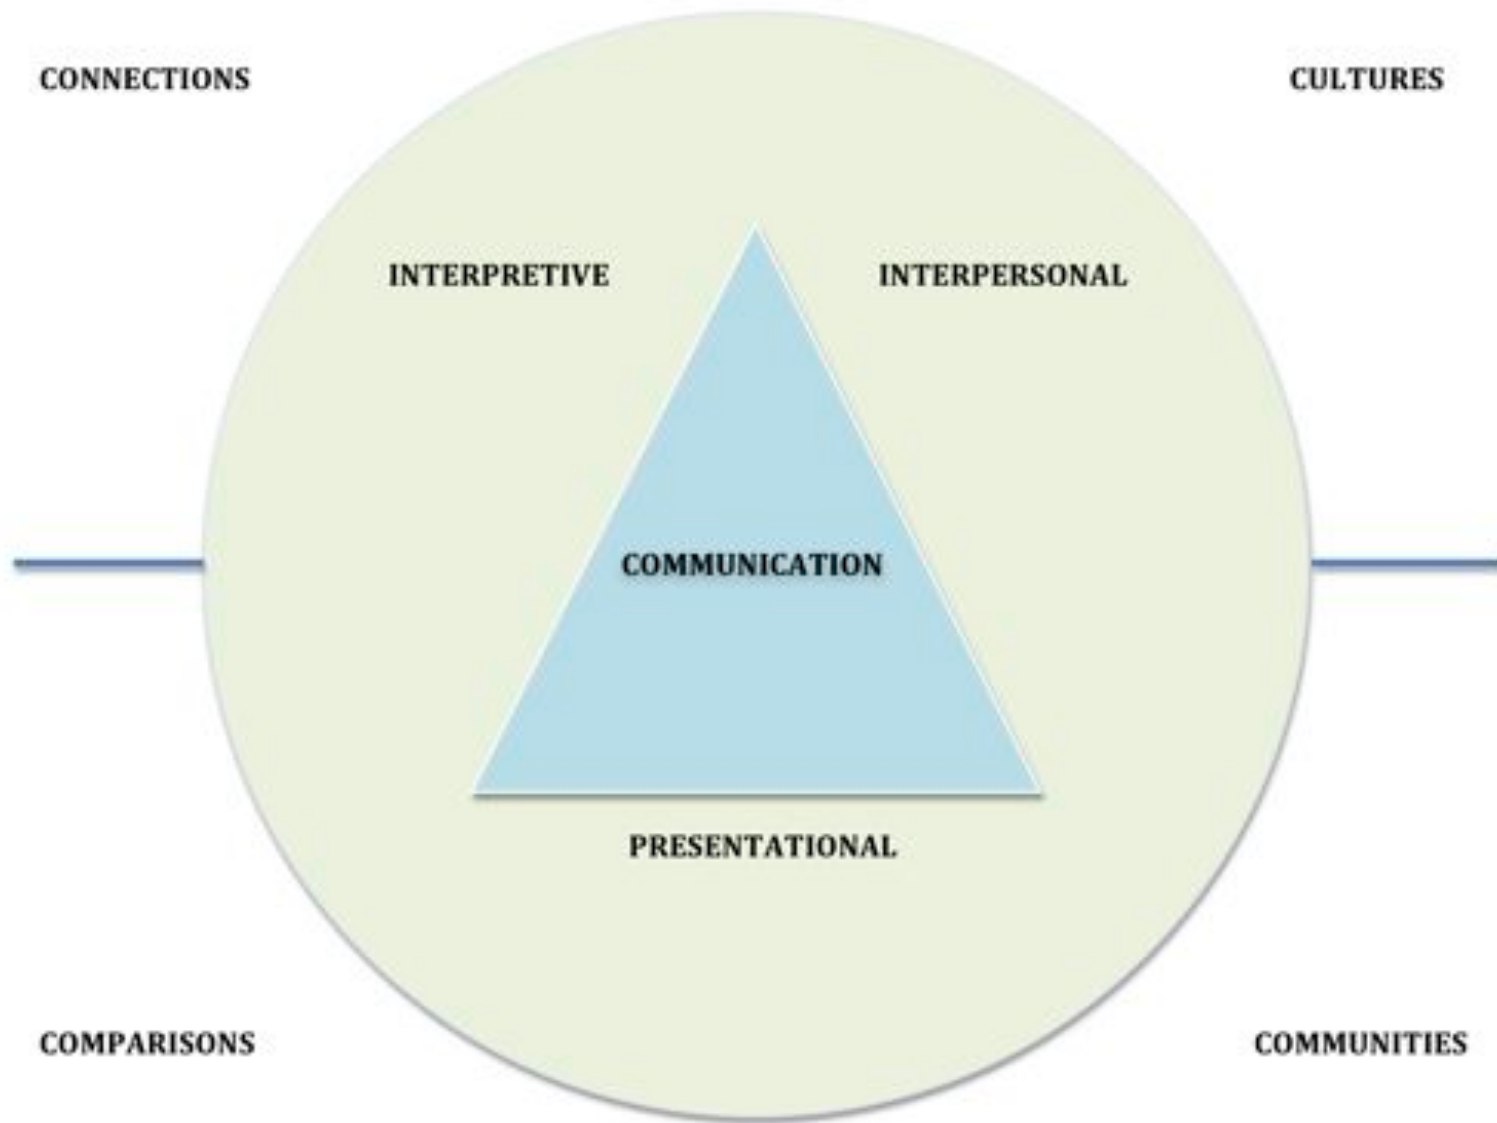 CONNECTIONS
CULTURES
INTERPRETIVE
INTERPERSONAL
COMMUNICATION
PRESENTATIONAL
COMPARISONS
COMMUNITIES